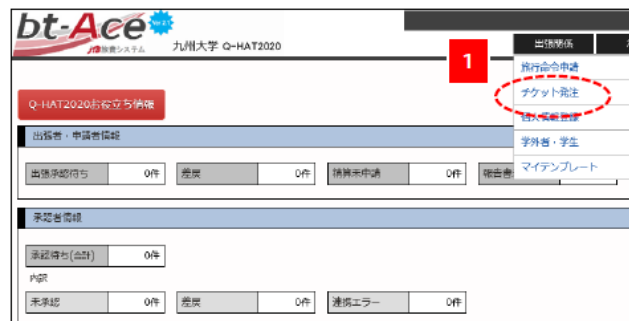 bt-Ace
JTB旅費システム
九州大学 Q-HAT2020
1
出張関係
旅行命令申請
チケット発注
個人情報登録
学外者・学生
マイテンプレート
Q-HAT2020お役立ち情報
出張者・申請者情報
出張承認待ち 0件 差戻 0件 精算未申請 0件 報告書
承認者情報
承認待ち(合計) 0件
内訳
未承認 0件 差戻 0件 連携エラー 0件